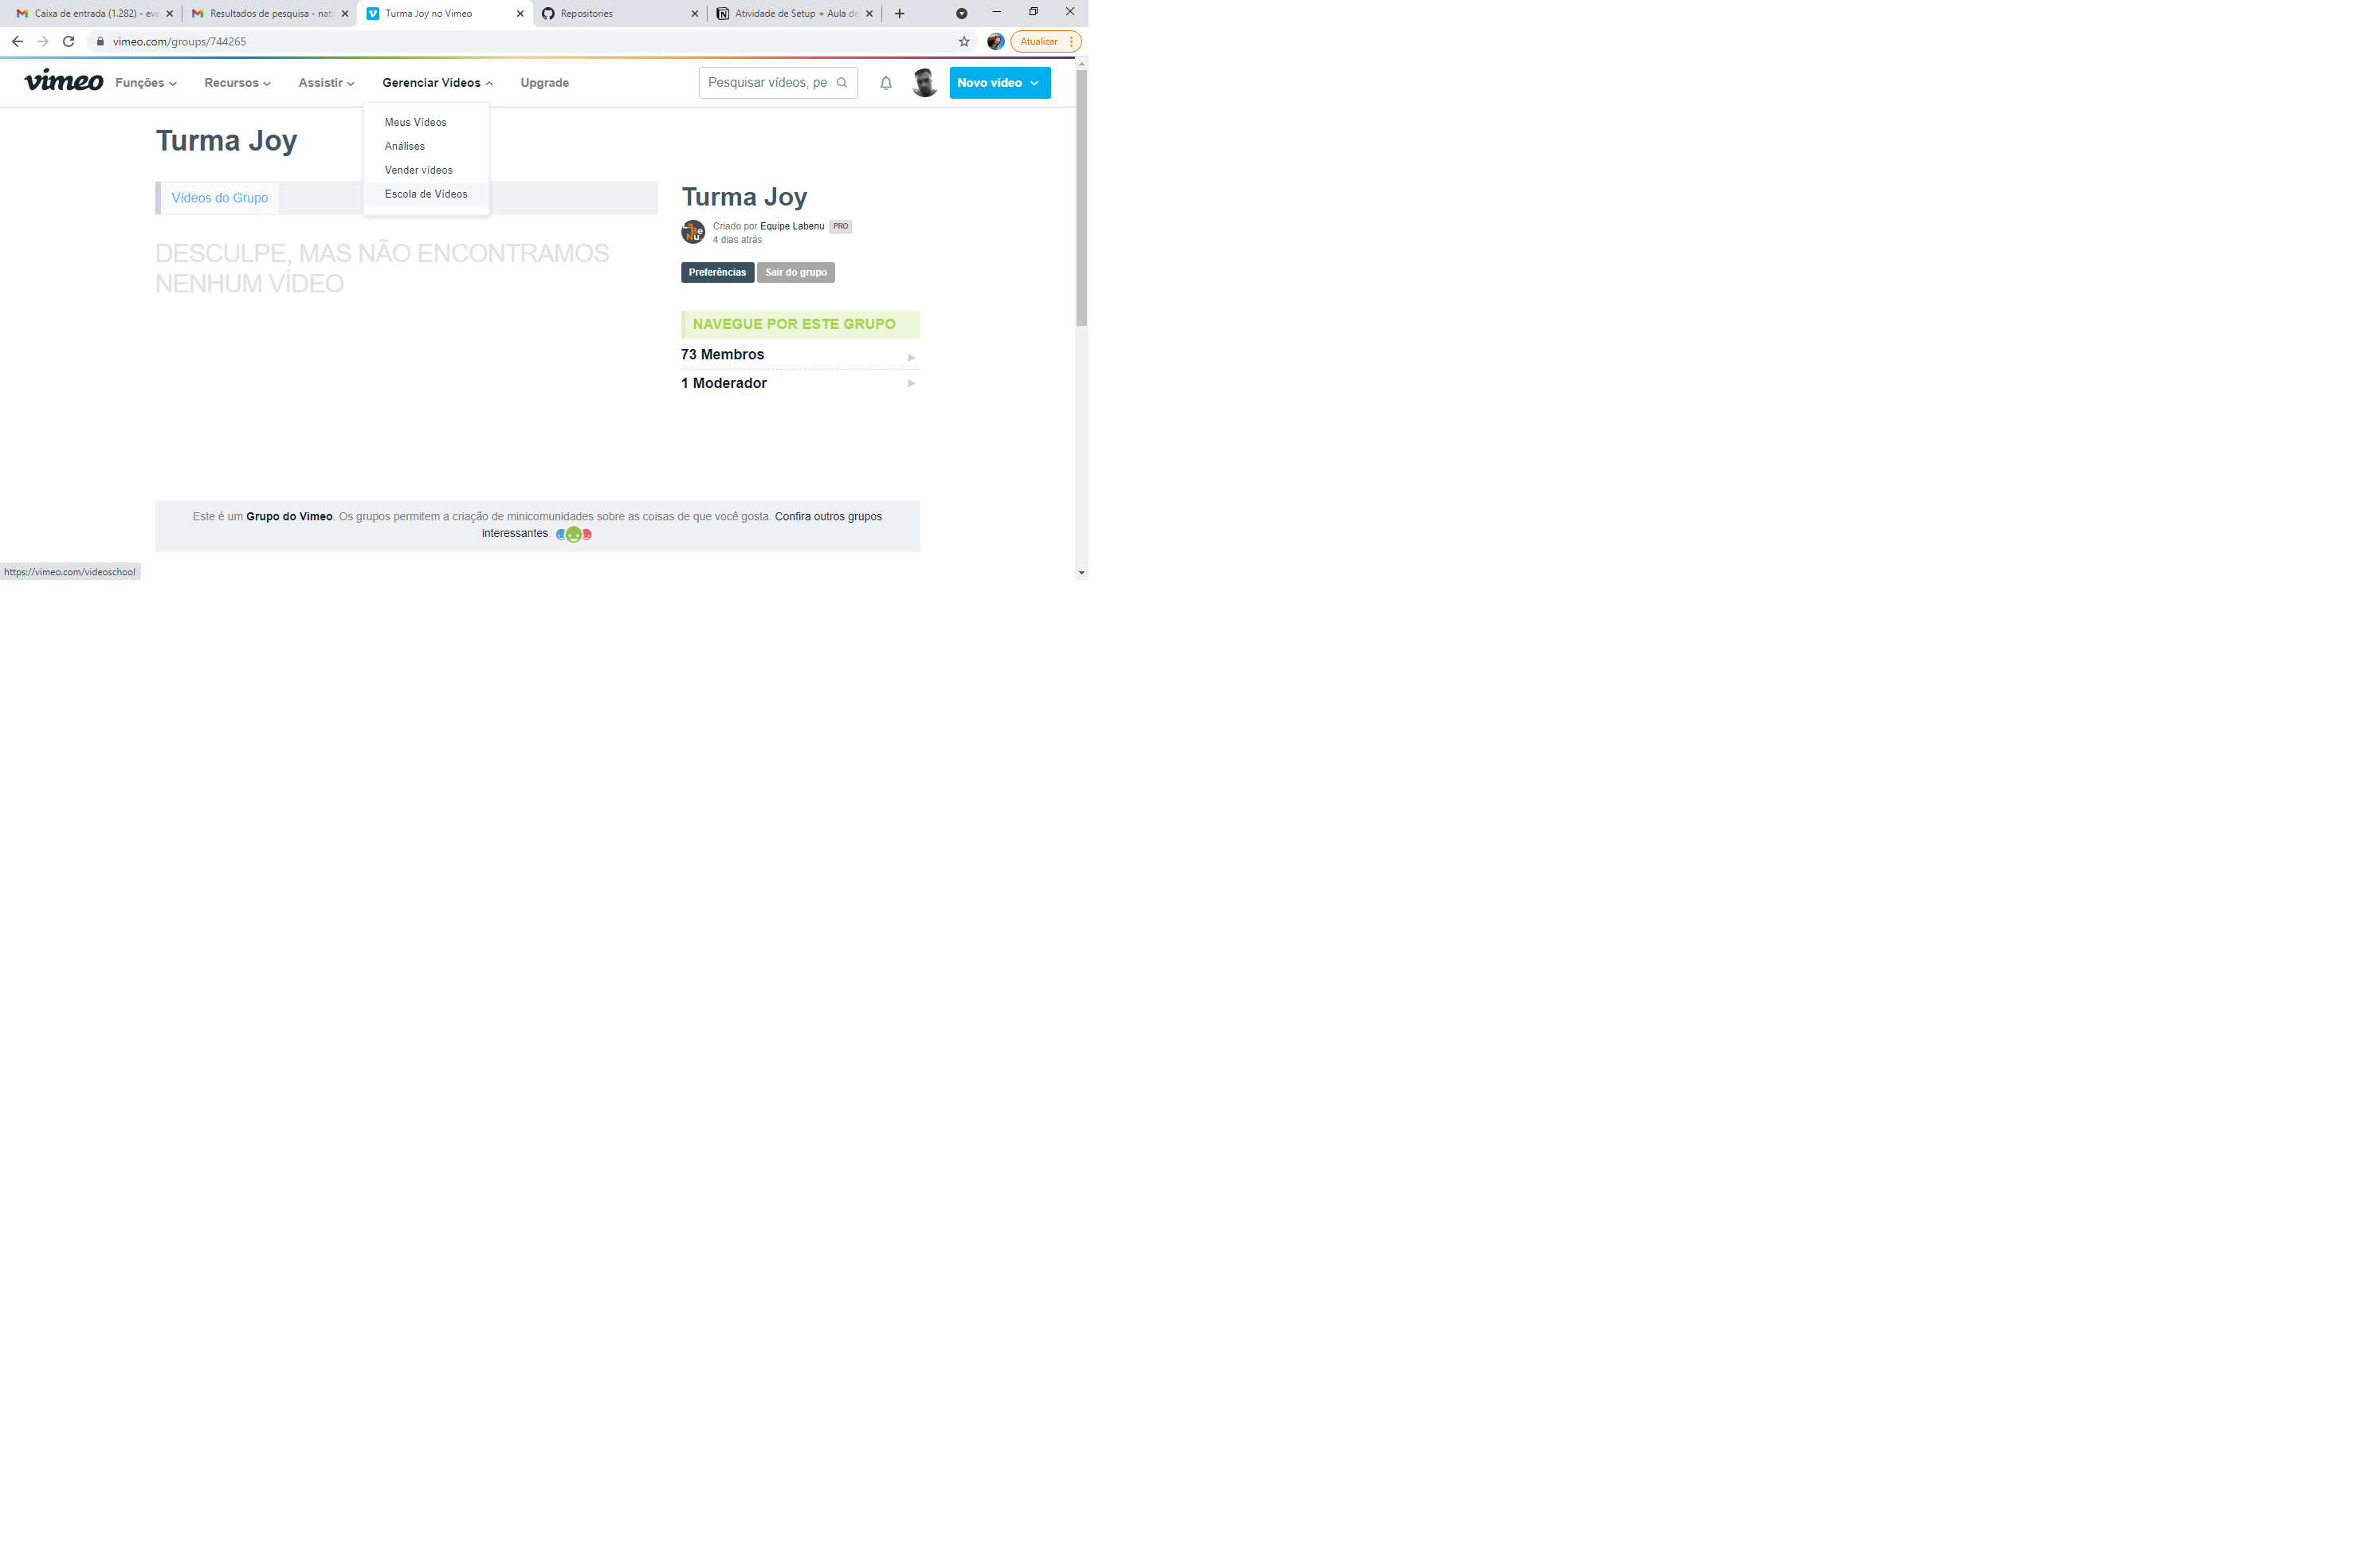 Caixa de entrada (1.282) - eve
Resultados de pesquisa - nata
Turma Joy no Vimeo
Repositories
Atividade de Setup + Aula de
vimeo.com/groups/744265
Atualizar
vimeo
Funções
Recursos
Assistir
Gerenciar Vídeos
Upgrade
Pesquisar vídeos, pe
Novo vídeo
Meus Vídeos
Análises
Vender vídeos
Escola de Vídeos
Turma Joy
Vídeos do Grupo
DESCULPE, MAS NÃO ENCONTRAMOS
NENHUM VÍDEO
Turma Joy
Criado por Equipe Labenu PRO
4 dias atrás
Preferências Sair do grupo
NAVEGUE POR ESTE GRUPO
73 Membros
1 Moderador
Este é um Grupo do Vimeo. Os grupos permitem a criação de minicomunidades sobre as coisas de que você gosta. Confira outros grupos
interessantes.
https://vimeo.com/videoschool